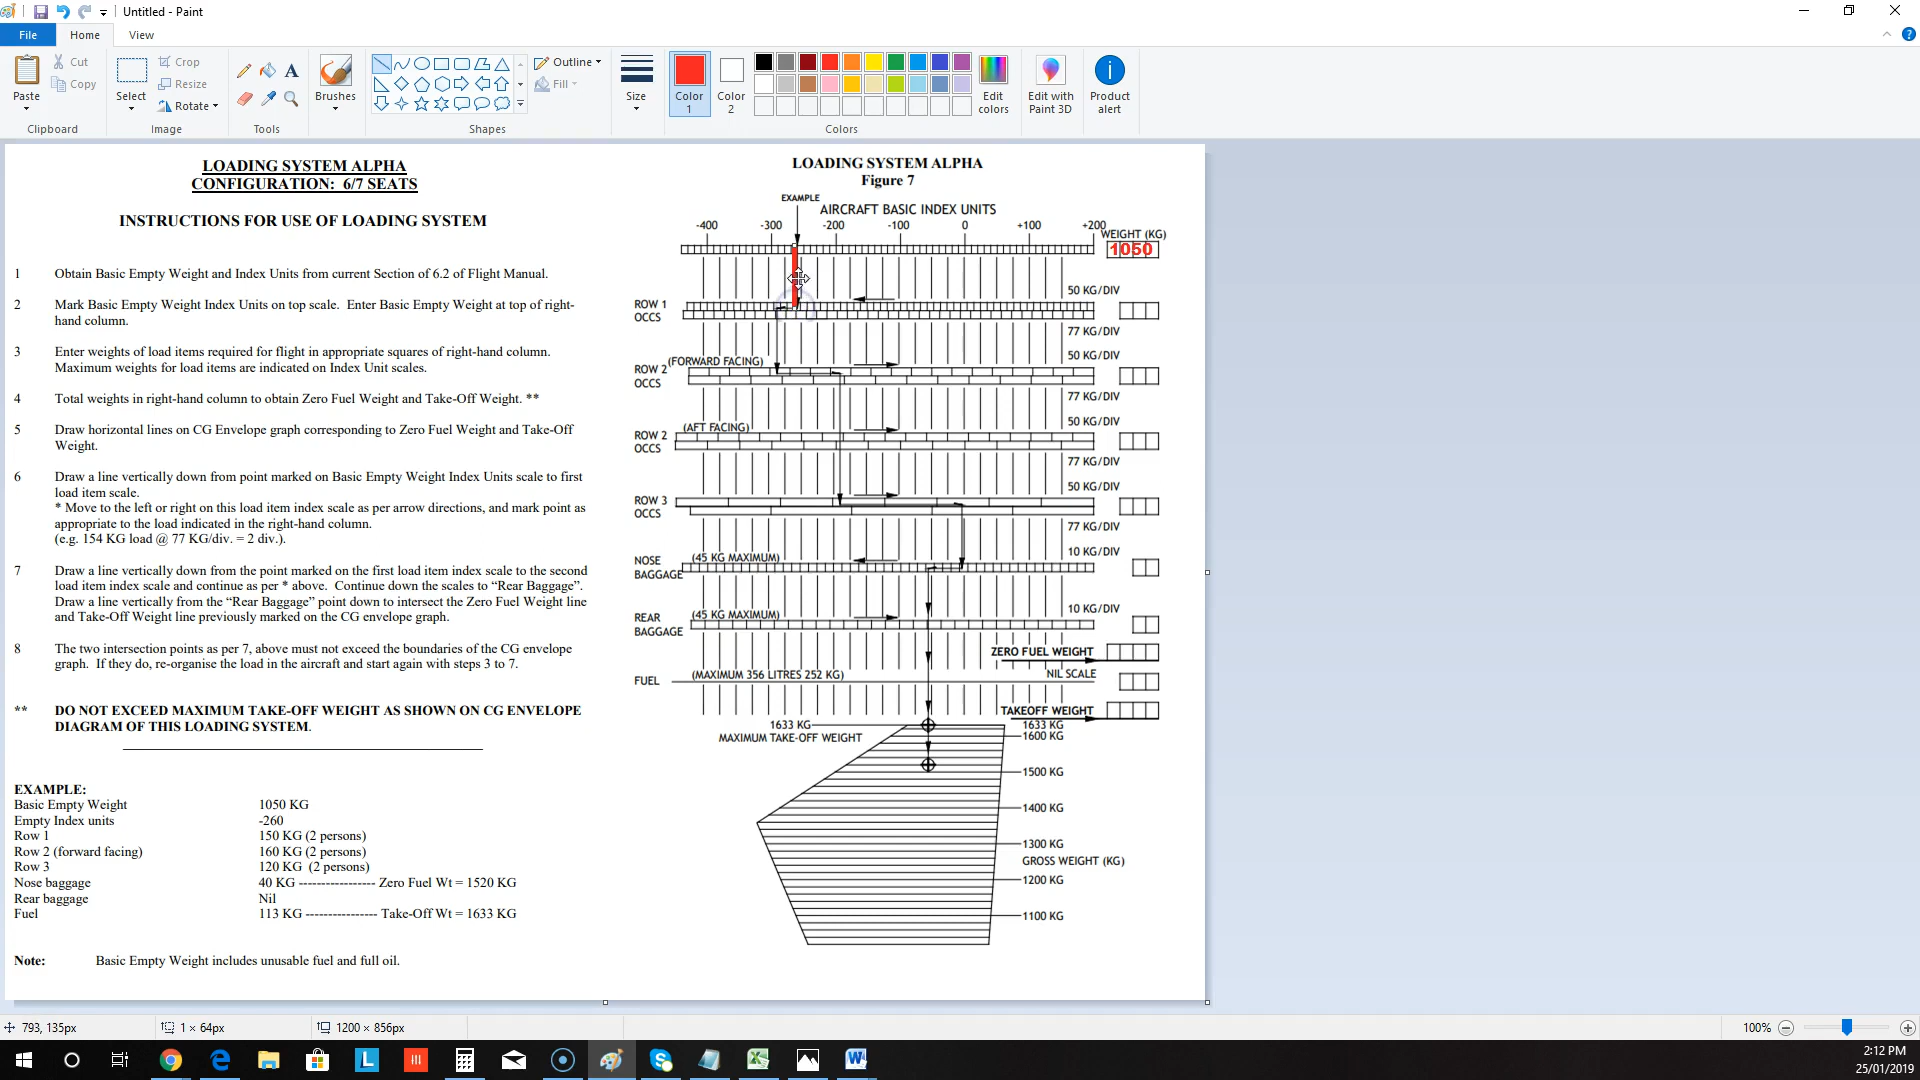 Untitled - Paint
File
Home
View
Paste
Cut
Copy
Clipboard
Select
Crop
Resize
Rotate
Image
Tools
Brushes
Shapes
Outline
Fill
Size
Color 1
Color 2
Edit colors
Colors
Edit with Paint 3D
Product alert
LOADING SYSTEM ALPHA
CONFIGURATION: 6/7 SEATS
INSTRUCTIONS FOR USE OF LOADING SYSTEM
1 Obtain Basic Empty Weight and Index Units from current Section of 6.2 of Flight Manual.
2 Mark Basic Empty Weight Index Units on top scale. Enter Basic Empty Weight at top of right-
hand column.
3 Enter weights of load items required for flight in appropriate squares of right-hand column.
Maximum weights for load items are indicated on Index Unit scales.
4 Total weights in right-hand column to obtain Zero Fuel Weight and Take-Off Weight. **
5 Draw horizontal lines on CG Envelope graph corresponding to Zero Fuel Weight and Take-Off
Weight.
6 Draw a line vertically down from point marked on Basic Empty Weight Index Units scale to first
load item scale.
* Move to the left or right on this load item index scale as per arrow directions, and mark point as
appropriate to the load indicated in the right-hand column.
(e.g. 154 KG load @ 77 KG/div. = 2 div.).
7 Draw a line vertically down from the point marked on the first load item index scale to the second
load item index scale and continue as per * above. Continue down the scales to “Rear Baggage”.
Draw a line vertically from the “Rear Baggage” point down to intersect the Zero Fuel Weight line
and Take-Off Weight line previously marked on the CG envelope graph.
8 The two intersection points as per 7, above must not exceed the boundaries of the CG envelope
graph. If they do, re-organise the load in the aircraft and start again with steps 3 to 7.
** DO NOT EXCEED MAXIMUM TAKE-OFF WEIGHT AS SHOWN ON CG ENVELOPE
DIAGRAM OF THIS LOADING SYSTEM.
EXAMPLE:
Basic Empty Weight 1050 KG
Empty Index units -260
Row 1 150 KG (2 persons)
Row 2 (forward facing) 160 KG (2 persons)
Row 3 120 KG (2 persons)
Nose baggage 40 KG ---------------- Zero Fuel Wt = 1520 KG
Rear baggage Nil
Fuel 113 KG ---------------- Take-Off Wt = 1633 KG
Note: Basic Empty Weight includes unusable fuel and full oil.
LOADING SYSTEM ALPHA
Figure 7
EXAMPLE
AIRCRAFT BASIC INDEX UNITS
-400 -300 -200 -100 0 +100 +200
WEIGHT (KG)
1050
50 KG/DIV
ROW 1
OCCS
77 KG/DIV
50 KG/DIV
(FORWARD FACING)
ROW 2
OCCS
77 KG/DIV
50 KG/DIV
(AFT FACING)
ROW 2
OCCS
77 KG/DIV
50 KG/DIV
ROW 3
OCCS
77 KG/DIV
10 KG/DIV
NOSE
BAGGAGE
(45 KG MAXIMUM)
10 KG/DIV
REAR
BAGGAGE
(45 KG MAXIMUM)
ZERO FUEL WEIGHT
FUEL
(MAXIMUM 356 LITRES 252 KG)
NIL SCALE
TAKEOFF WEIGHT
1633 KG
MAXIMUM TAKE-OFF WEIGHT
1633 KG
1600 KG
1500 KG
1400 KG
1300 KG
GROSS WEIGHT (KG)
1200 KG
1100 KG
793, 135px
1 × 64px
1200 × 856px
100%
2:12 PM
25/01/2019